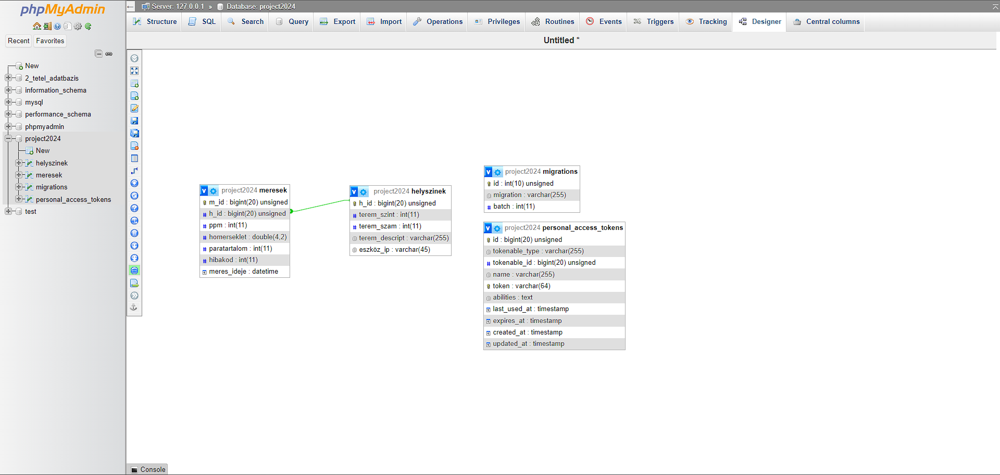 phpMyAdmin
Recent
Favorites
New
2_tetel_adatbazis
information_schema
mysql
performance_schema
phpmyadmin
project2024
New
helyszinek
meresek
migrations
personal_access_tokens
test
Server: 127.0.0.1 » Database: project2024
Structure SQL Search Query Export Import Operations Privileges Routines Events Triggers Tracking Designer Central columns
Untitled *
project2024 meresek
m_id : bigint(20) unsigned
h_id : bigint(20) unsigned
ppm : int(11)
homerseklet : double(4,2)
paratartalom : int(11)
hibakod : int(11)
meres_ideje : datetime
project2024 helyszinek
h_id : bigint(20) unsigned
terem_szint : int(11)
terem_szam : int(11)
terem_descript : varchar(255)
eszköz_ip : varchar(45)
project2024 migrations
id : int(10) unsigned
migration : varchar(255)
batch : int(11)
project2024 personal_access_tokens
id : bigint(20) unsigned
tokenable_type : varchar(255)
tokenable_id : bigint(20) unsigned
name : varchar(255)
token : varchar(64)
abilities : text
last_used_at : timestamp
expires_at : timestamp
created_at : timestamp
updated_at : timestamp
Console